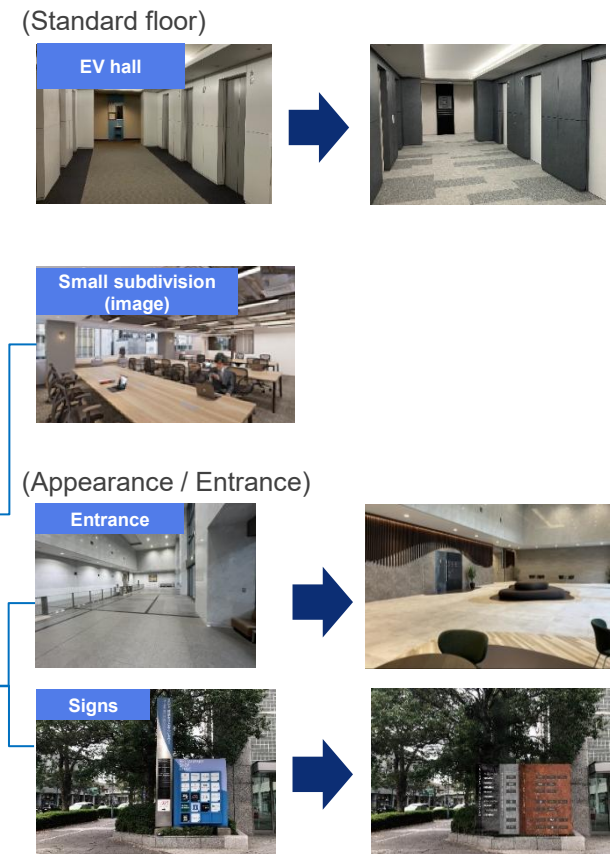 (Standard floor)
EV hall
Small subdivision
(image)
(Appearance / Entrance)
Entrance
Signs